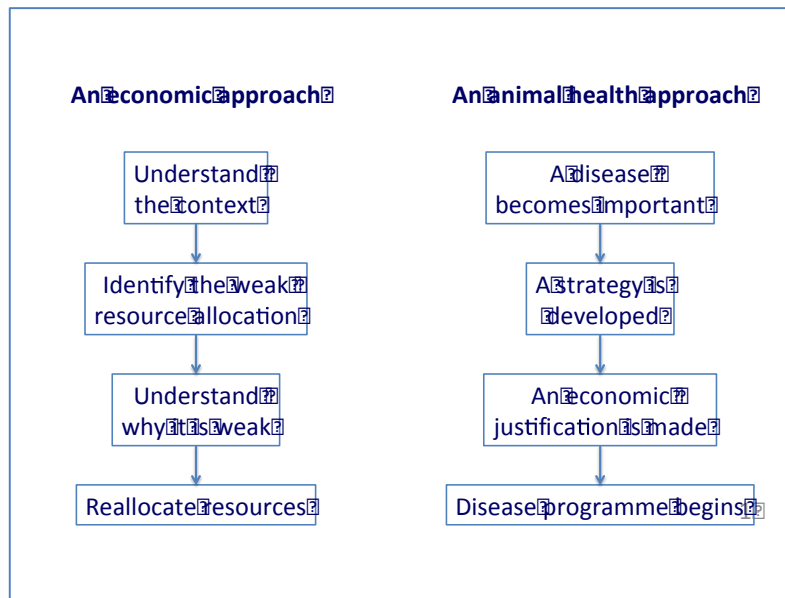 An economic approach
Understand
the context
Identify the weak
resource allocation
Understand
why it is weak
Reallocate resources
An animal health approach
A disease
becomes important
A strategy is
developed
An economic
justification is made
Disease programme begins
1